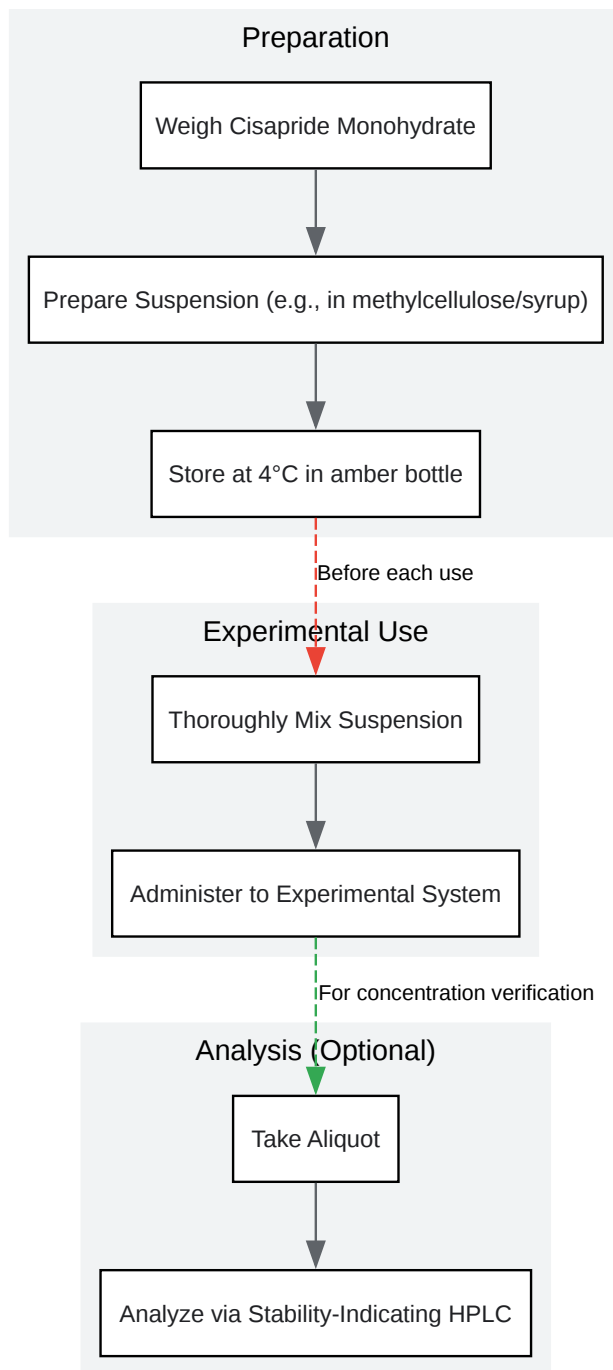 Preparation
Weigh Cisapride Monohydrate
Prepare Suspension (e.g., in methylcellulose/syrup)
Store at 4°C in amber bottle
Before each use
Experimental Use
Thoroughly Mix Suspension
Administer to Experimental System
For concentration verification
Analysis (Optional)
Take Aliquot
Analyze via Stability-Indicating HPLC